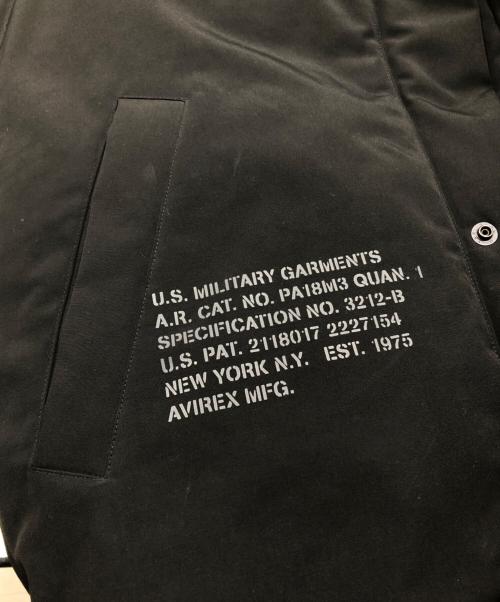 U.S. MILITARY GARMENTS
A.R. CAT. NO. PA18M3 QUAN. 1
SPECIFICATION NO. 3212-B
U.S. PAT. 2118017 2227154
NEW YORK N.Y. EST. 1975
AVIREX MFG.